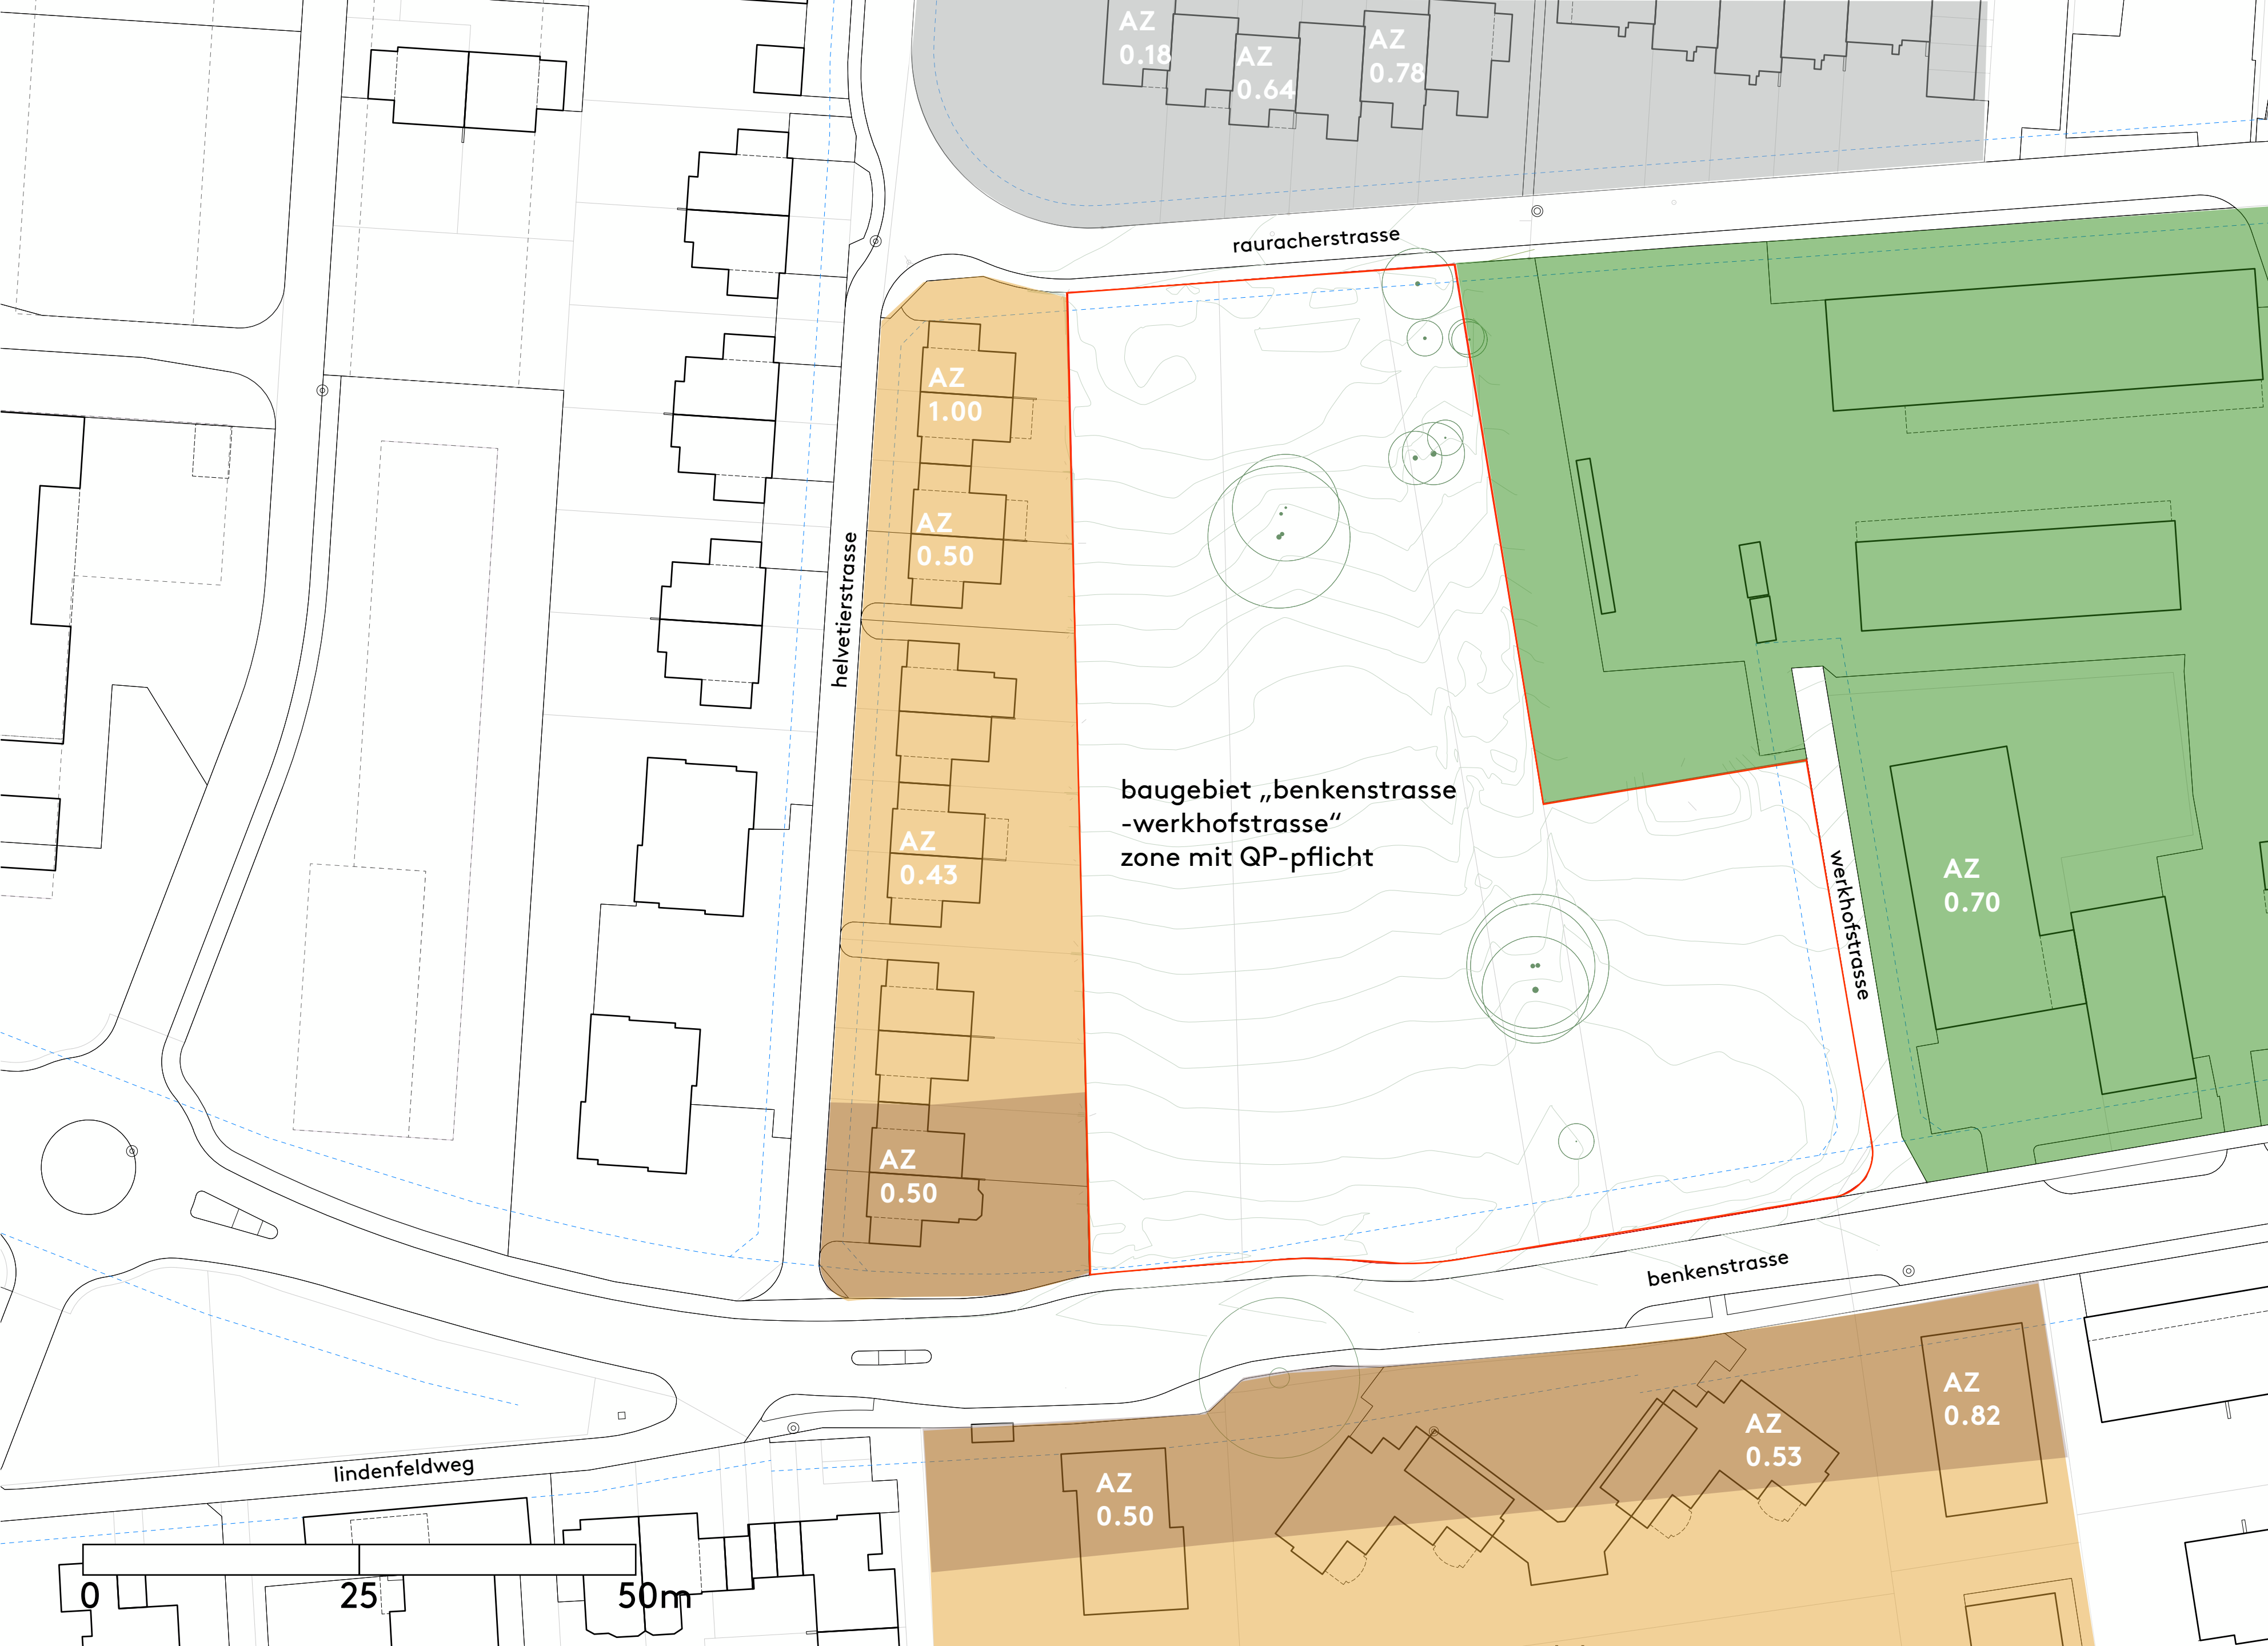 AZ
0.18
AZ
0.64
AZ
0.78
rauracherstrasse
helvetierstrasse
AZ
1.00
AZ
0.50
AZ
0.43
AZ
0.50
baugebiet „benkenstrasse
-werkhofstrasse“
zone mit QP-pflicht
werkhofstrasse
AZ
0.70
benkenstrasse
lindenfeldweg
AZ
0.50
AZ
0.53
AZ
0.82
0 25 50m